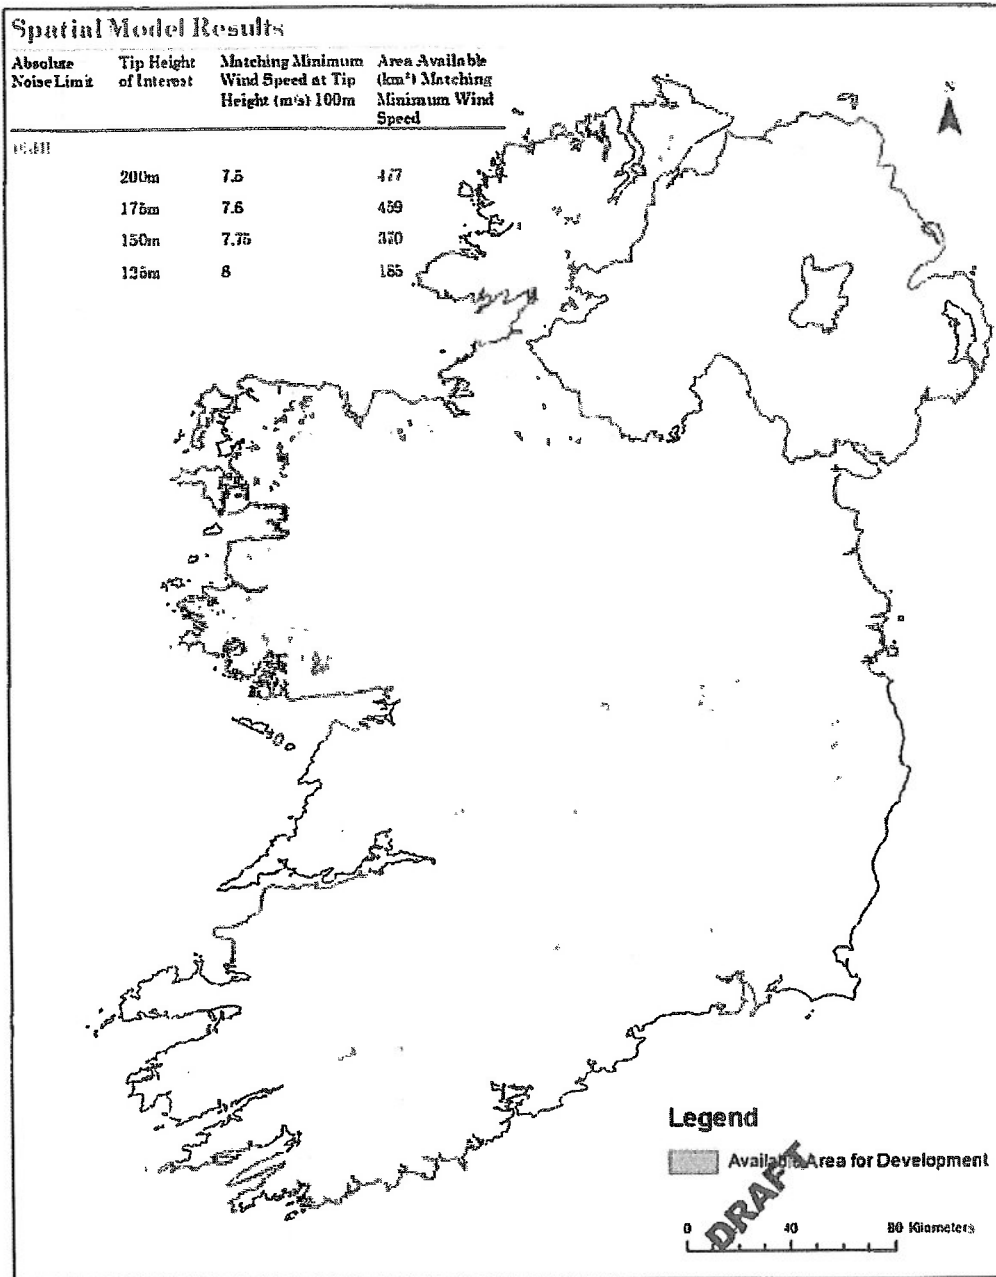 Spatial Model Results
Absolute Noise Limit
Tip Height of Interest
Matching Minimum Wind Speed at Tip Height (m/s) 100m
Area Available (km²) Matching Minimum Wind Speed
200m 7.5
175m 7.6 459
150m 7.75
8 185
N
Legend
Available Area for Development
DRAFT
0 40 80 Kilometers